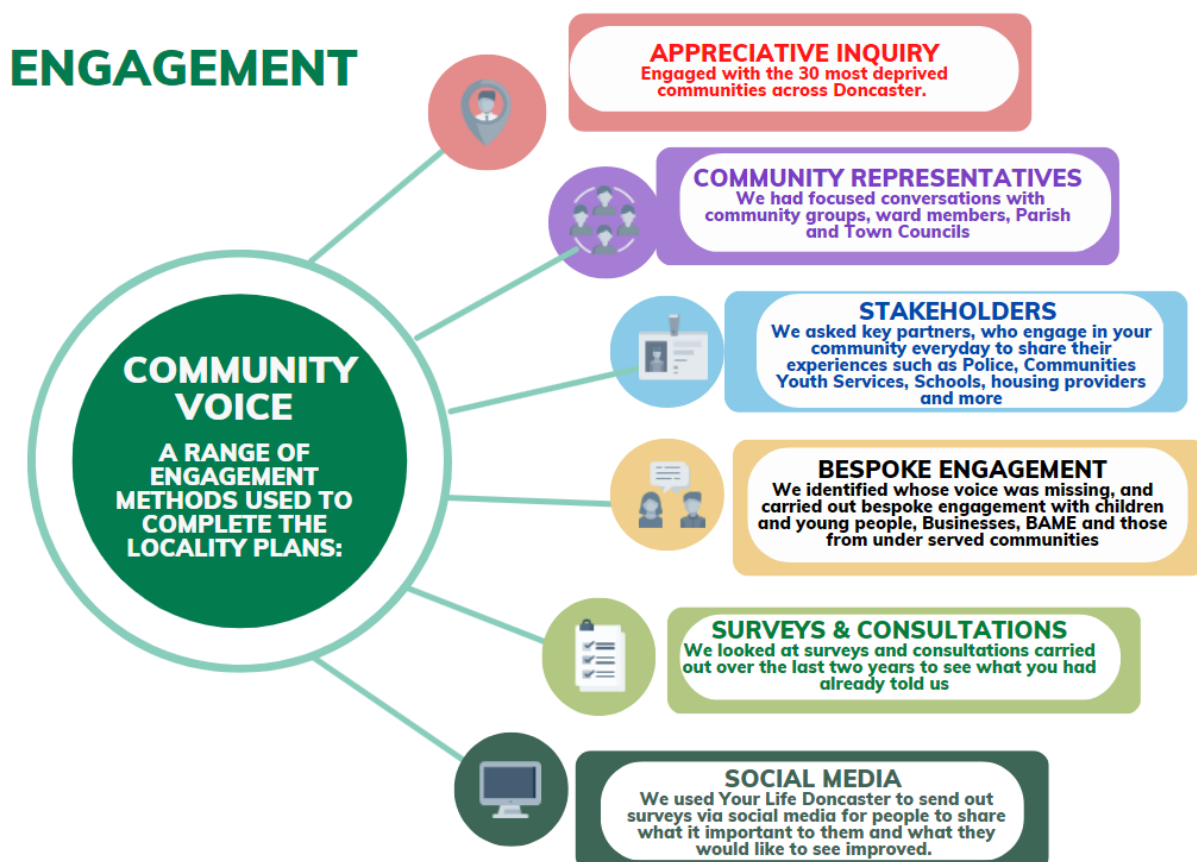 ENGAGEMENT
APPRECIATIVE INQUIRY
Engaged with the 30 most deprived
communities across Doncaster.
COMMUNITY REPRESENTATIVES
We had focused conversations with
community groups, ward members, Parish
and Town Councils
STAKEHOLDERS
We asked key partners, who engage in your
community everyday to share their
experiences such as Police, Communities
Youth Services, Schools, housing providers
and more
COMMUNITY
VOICE
A RANGE OF
ENGAGEMENT
METHODS USED TO
COMPLETE THE
LOCALITY PLANS:
BESPOKE ENGAGEMENT
We identified whose voice was missing, and
carried out bespoke engagement with children
and young people, Businesses, BAME and those
from under served communities
SURVEYS & CONSULTATIONS
We looked at surveys and consultations carried
out over the last two years to see what you had
already told us
SOCIAL MEDIA
We used Your Life Doncaster to send out
surveys via social media for people to share
what it important to them and what they
would like to see improved.